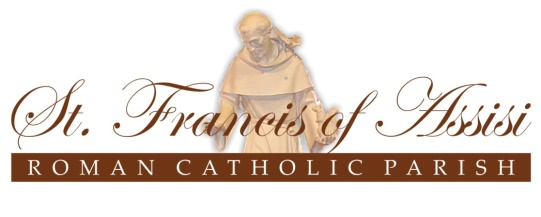 St. Francis of Assisi
ROMAN CATHOLIC PARISH